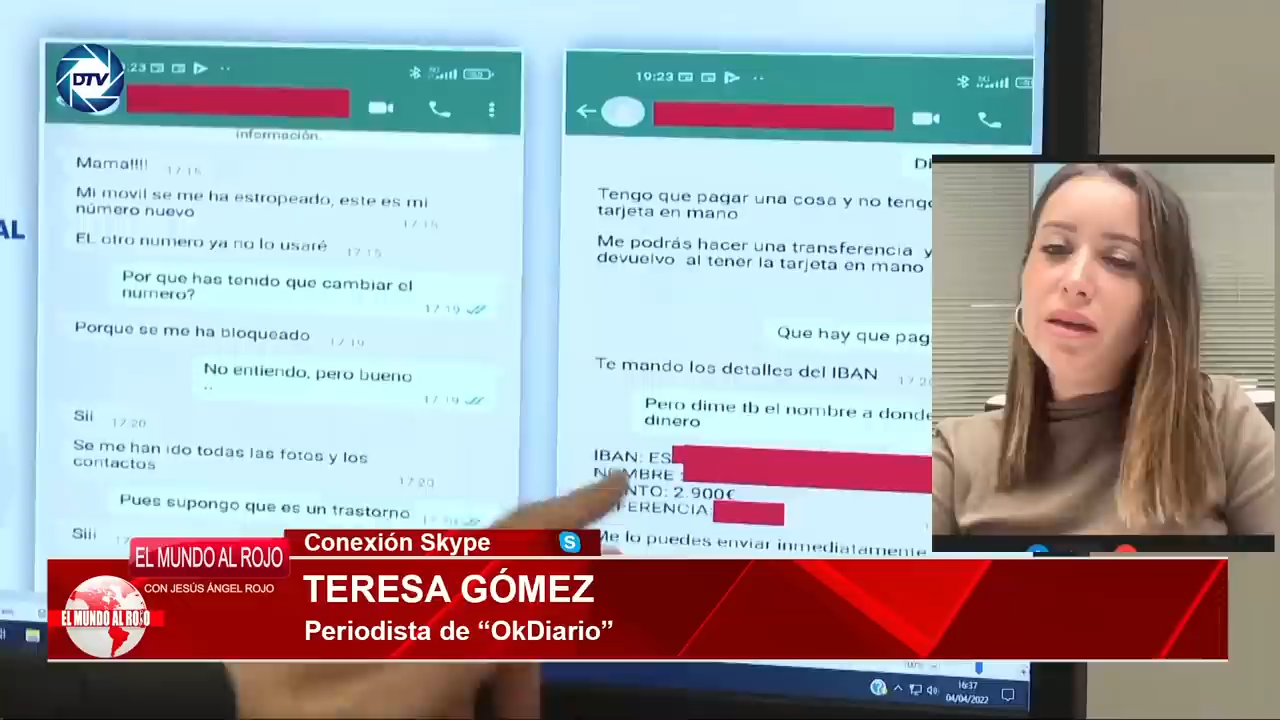 DTV
:23
información.
Mama!!!! 17:15
Mi movil se me ha estropeado, este es mi
número nuevo
17:15
EL otro numero ya no lo usaré 17:15
Por que has tenido que cambiar el
numero?
17:19
Porque se me ha bloqueado 17:19
No entiendo, pero bueno
..
17:19
Sii 17:20
Se me han ido todas las fotos y los
contactos
17:20
Pues supongo que es un trastorno
Siii
AL
19:23
Tengo que pagar una cosa y no tengo
tarjeta en mano
Me podrás hacer una transferencia y
devuelvo al tener la tarjeta en mano
Que hay que pag
Te mando los detalles del IBAN
Pero dime tb el nombre a donde
dinero
IBAN: ES
NOMBRE :
NTO: 2.900€
ERENCIA:
Me lo puedes enviar inmediatamente
Conexión Skype
EL MUNDO AL ROJO
CON JESÚS ÁNGEL ROJO
EL MUNDO AL ROJO
TERESA GÓMEZ
Periodista de “OkDiario”
16:37
04/04/2022